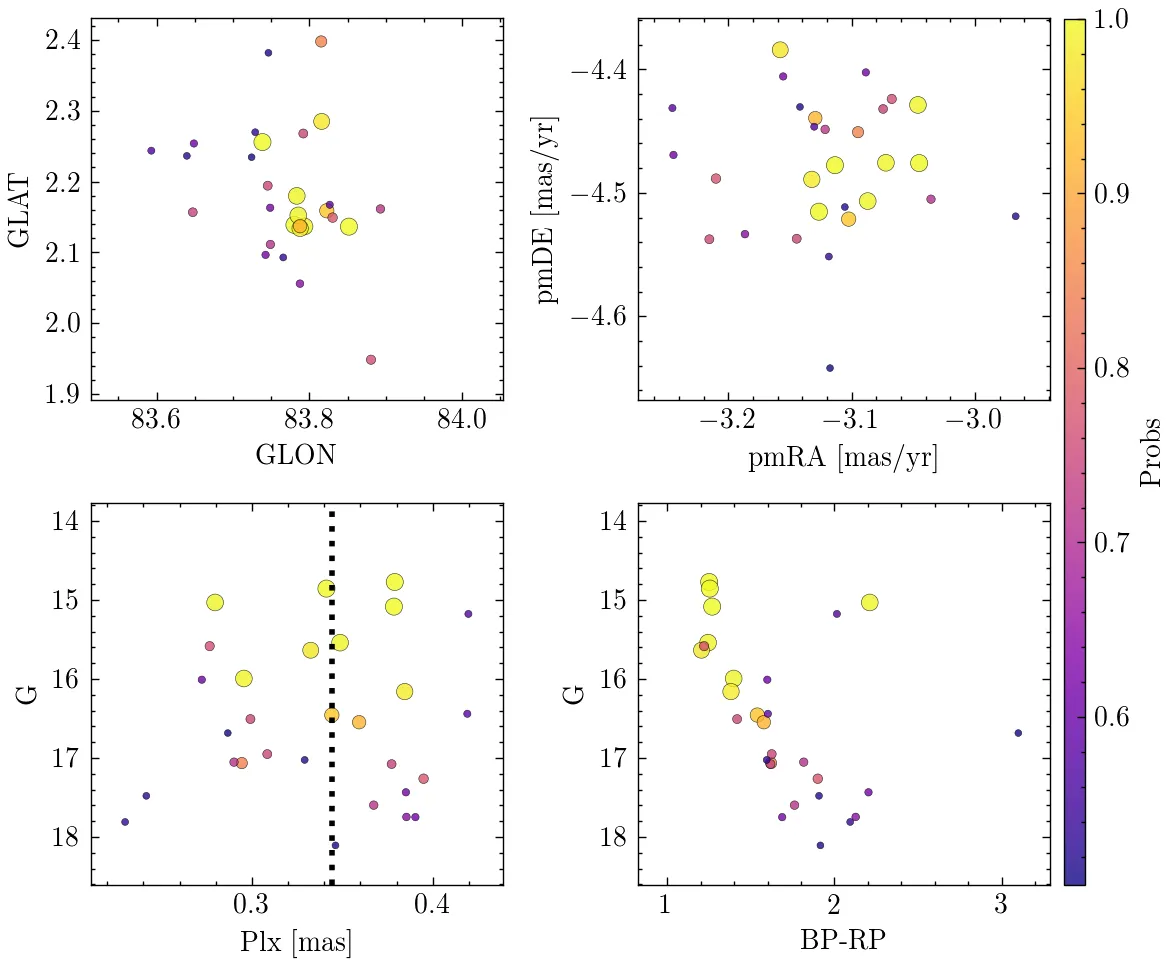 2.4
2.3
2.2
2.1
2.0
1.9
GLAT
83.6 83.8 84.0
GLON
−4.4
−4.5
−4.6
pmDE [mas/yr]
−3.2 −3.1 −3.0
pmRA [mas/yr]
14
15
16
17
18
G
0.3 0.4
Plx [mas]
14
15
16
17
18
G
1 2 3
BP-RP
1.0
0.9
0.8
0.7
0.6
Probs